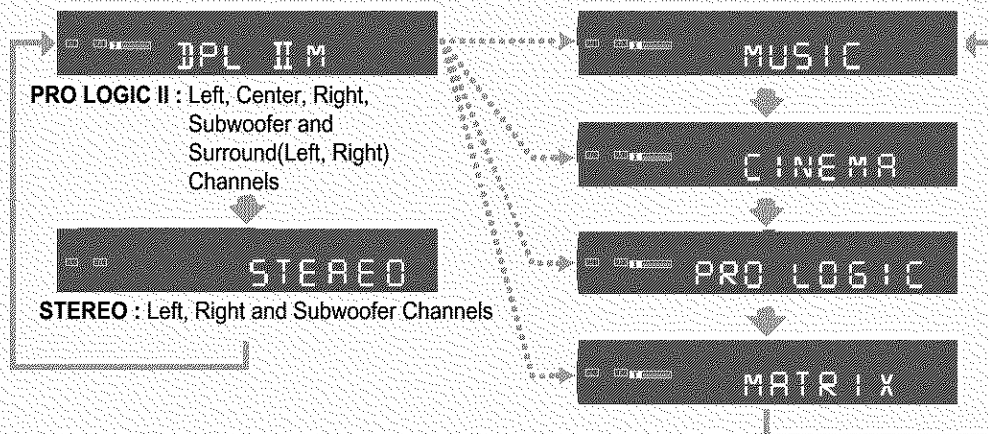 DPL II M
PRO LOGIC II : Left, Center, Right,
Subwoofer and
Surround(Left, Right)
Channels
STEREO
STEREO : Left, Right and Subwoofer Channels
MUSIC
CINEMA
PRO LOGIC
MATRIX